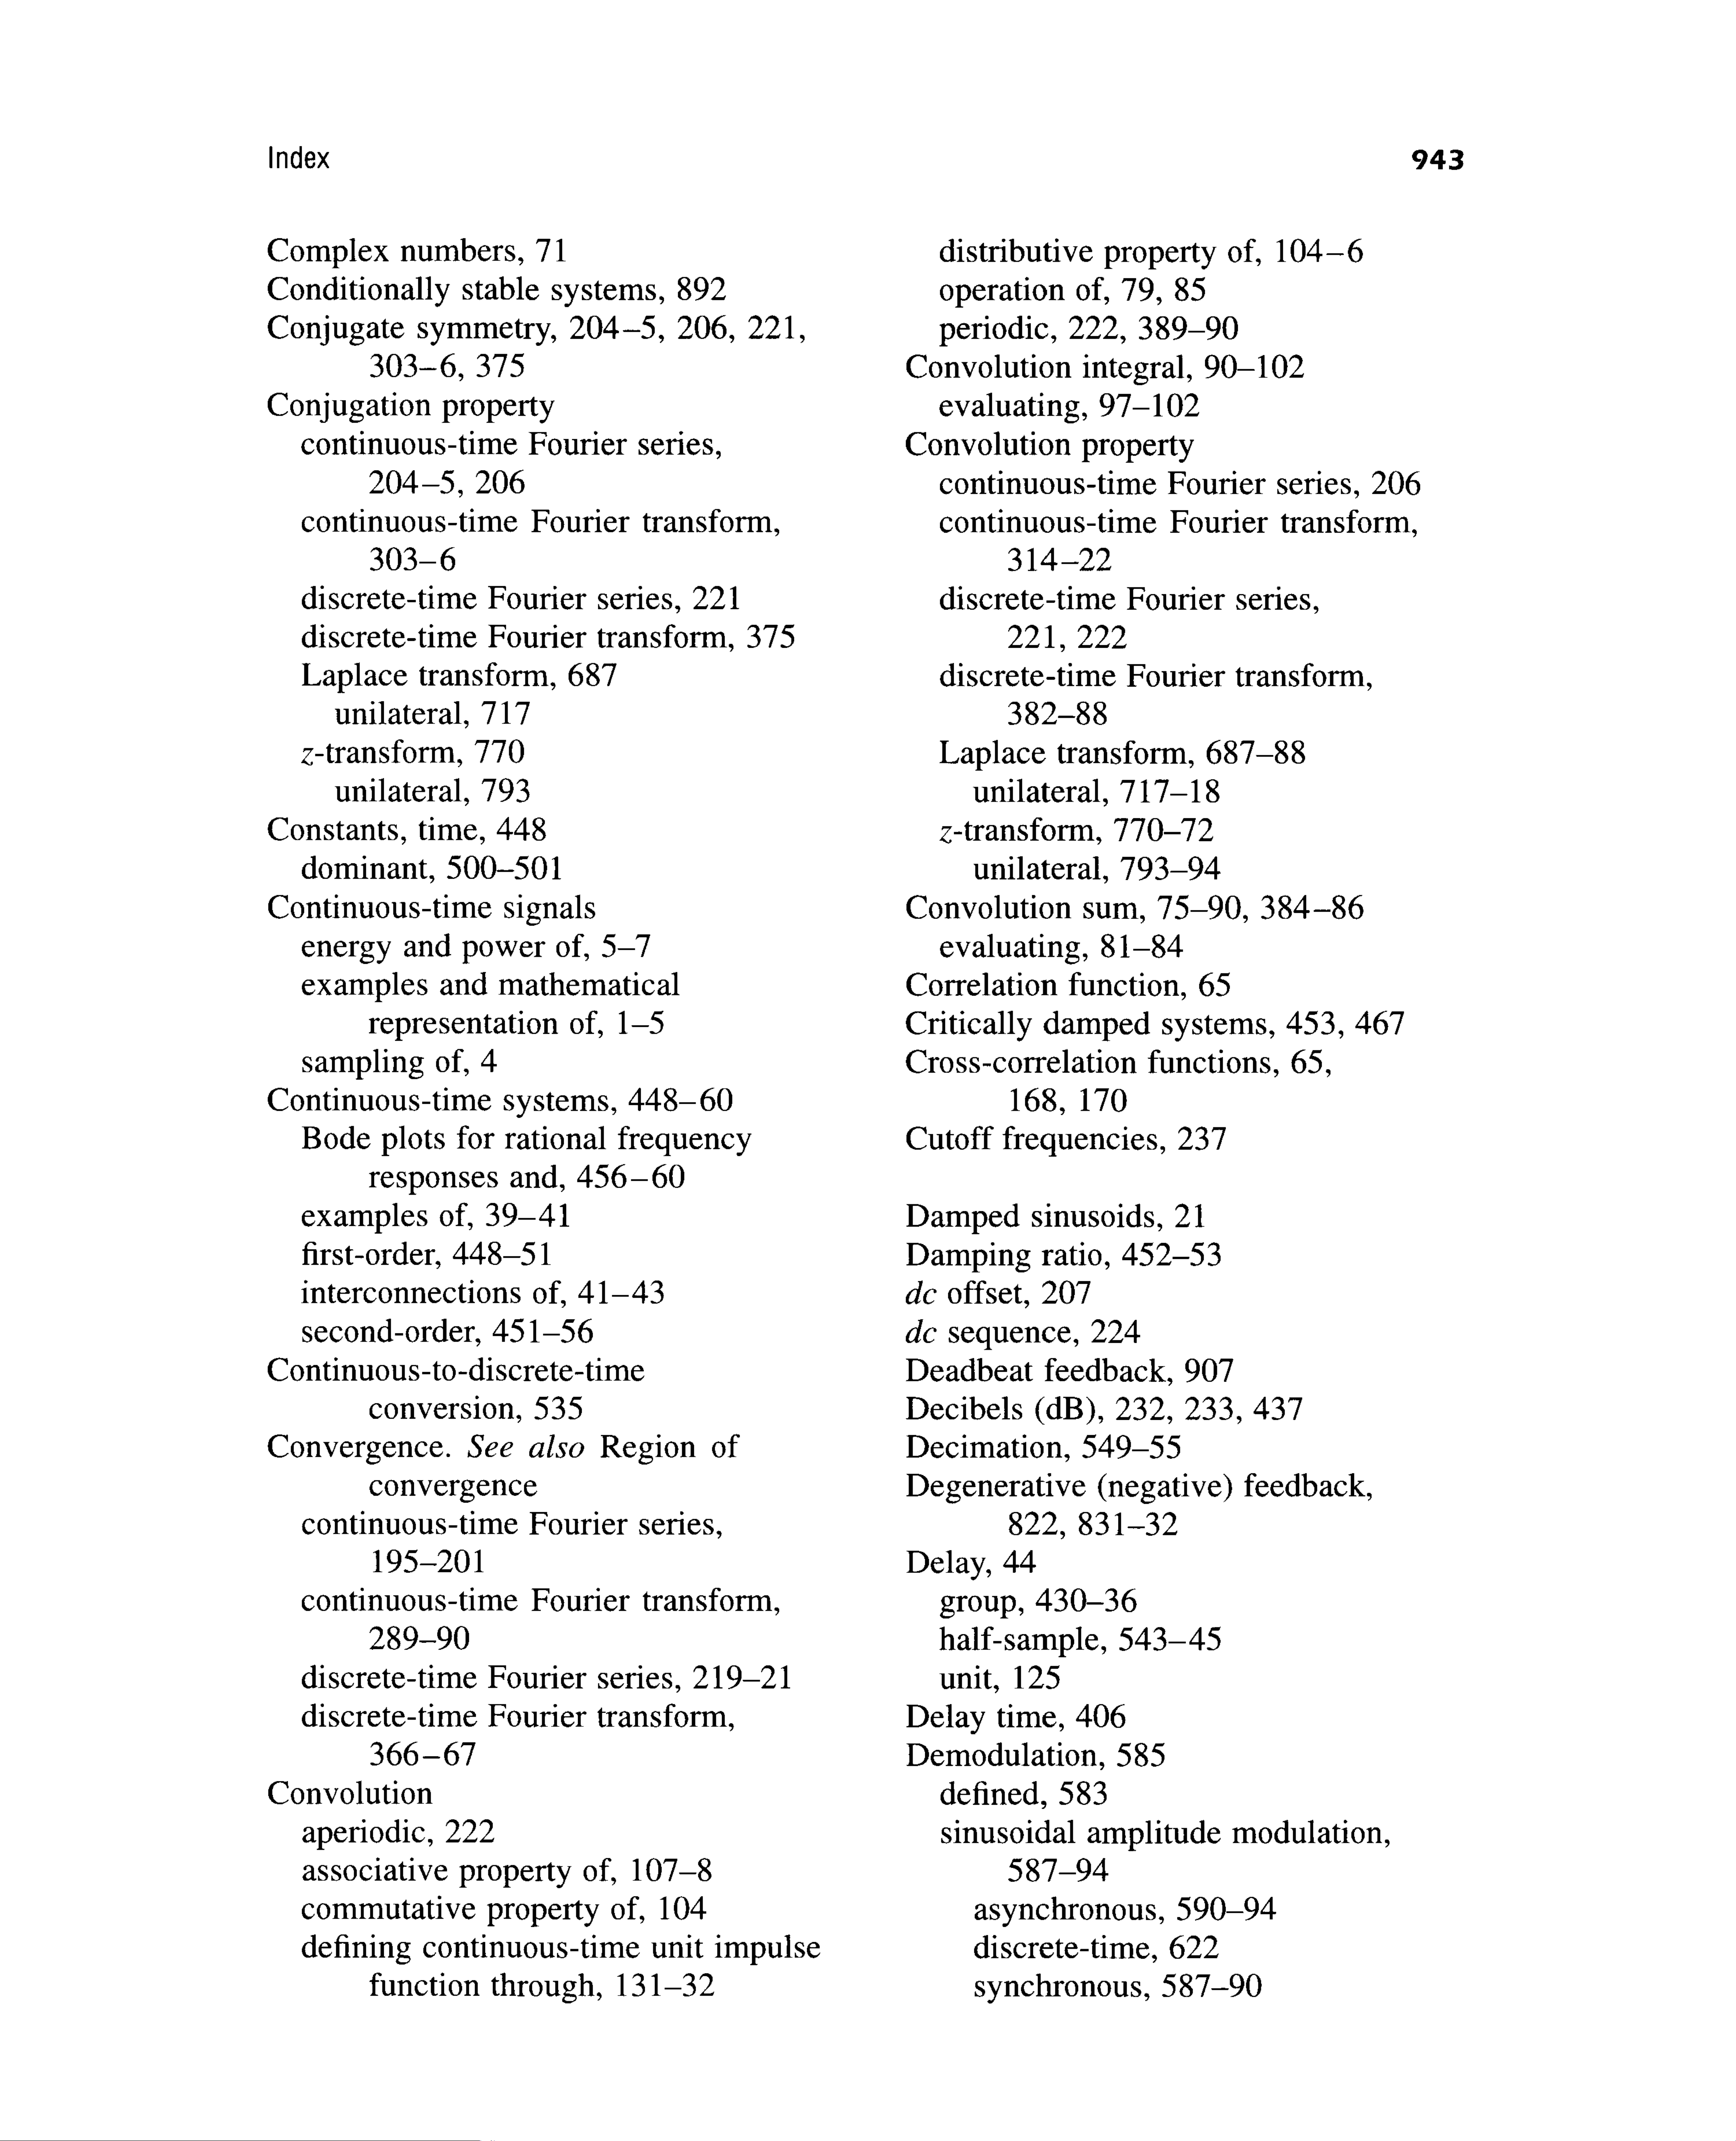 Index
943
Complex numbers, 71
Conditionally stable systems, 892
Conjugate symmetry, 204–5, 206, 221,
303–6, 375
Conjugation property
continuous-time Fourier series,
204–5, 206
continuous-time Fourier transform,
303–6
discrete-time Fourier series, 221
discrete-time Fourier transform, 375
Laplace transform, 687
unilateral, 717
z-transform, 770
unilateral, 793
Constants, time, 448
dominant, 500–501
Continuous-time signals
energy and power of, 5–7
examples and mathematical
representation of, 1–5
sampling of, 4
Continuous-time systems, 448–60
Bode plots for rational frequency
responses and, 456–60
examples of, 39–41
first-order, 448–51
interconnections of, 41–43
second-order, 451–56
Continuous-to-discrete-time
conversion, 535
Convergence. See also Region of
convergence
continuous-time Fourier series,
195–201
continuous-time Fourier transform,
289–90
discrete-time Fourier series, 219–21
discrete-time Fourier transform,
366–67
Convolution
aperiodic, 222
associative property of, 107–8
commutative property of, 104
defining continuous-time unit impulse
function through, 131–32
distributive property of, 104–6
operation of, 79, 85
periodic, 222, 389–90
Convolution integral, 90–102
evaluating, 97–102
Convolution property
continuous-time Fourier series, 206
continuous-time Fourier transform,
314–22
discrete-time Fourier series,
221, 222
discrete-time Fourier transform,
382–88
Laplace transform, 687–88
unilateral, 717–18
z-transform, 770–72
unilateral, 793–94
Convolution sum, 75–90, 384–86
evaluating, 81–84
Correlation function, 65
Critically damped systems, 453, 467
Cross-correlation functions, 65,
168, 170
Cutoff frequencies, 237
Damped sinusoids, 21
Damping ratio, 452–53
dc offset, 207
dc sequence, 224
Deadbeat feedback, 907
Decibels (dB), 232, 233, 437
Decimation, 549–55
Degenerative (negative) feedback,
822, 831–32
Delay, 44
group, 430–36
half-sample, 543–45
unit, 125
Delay time, 406
Demodulation, 585
defined, 583
sinusoidal amplitude modulation,
587–94
asynchronous, 590–94
discrete-time, 622
synchronous, 587–90